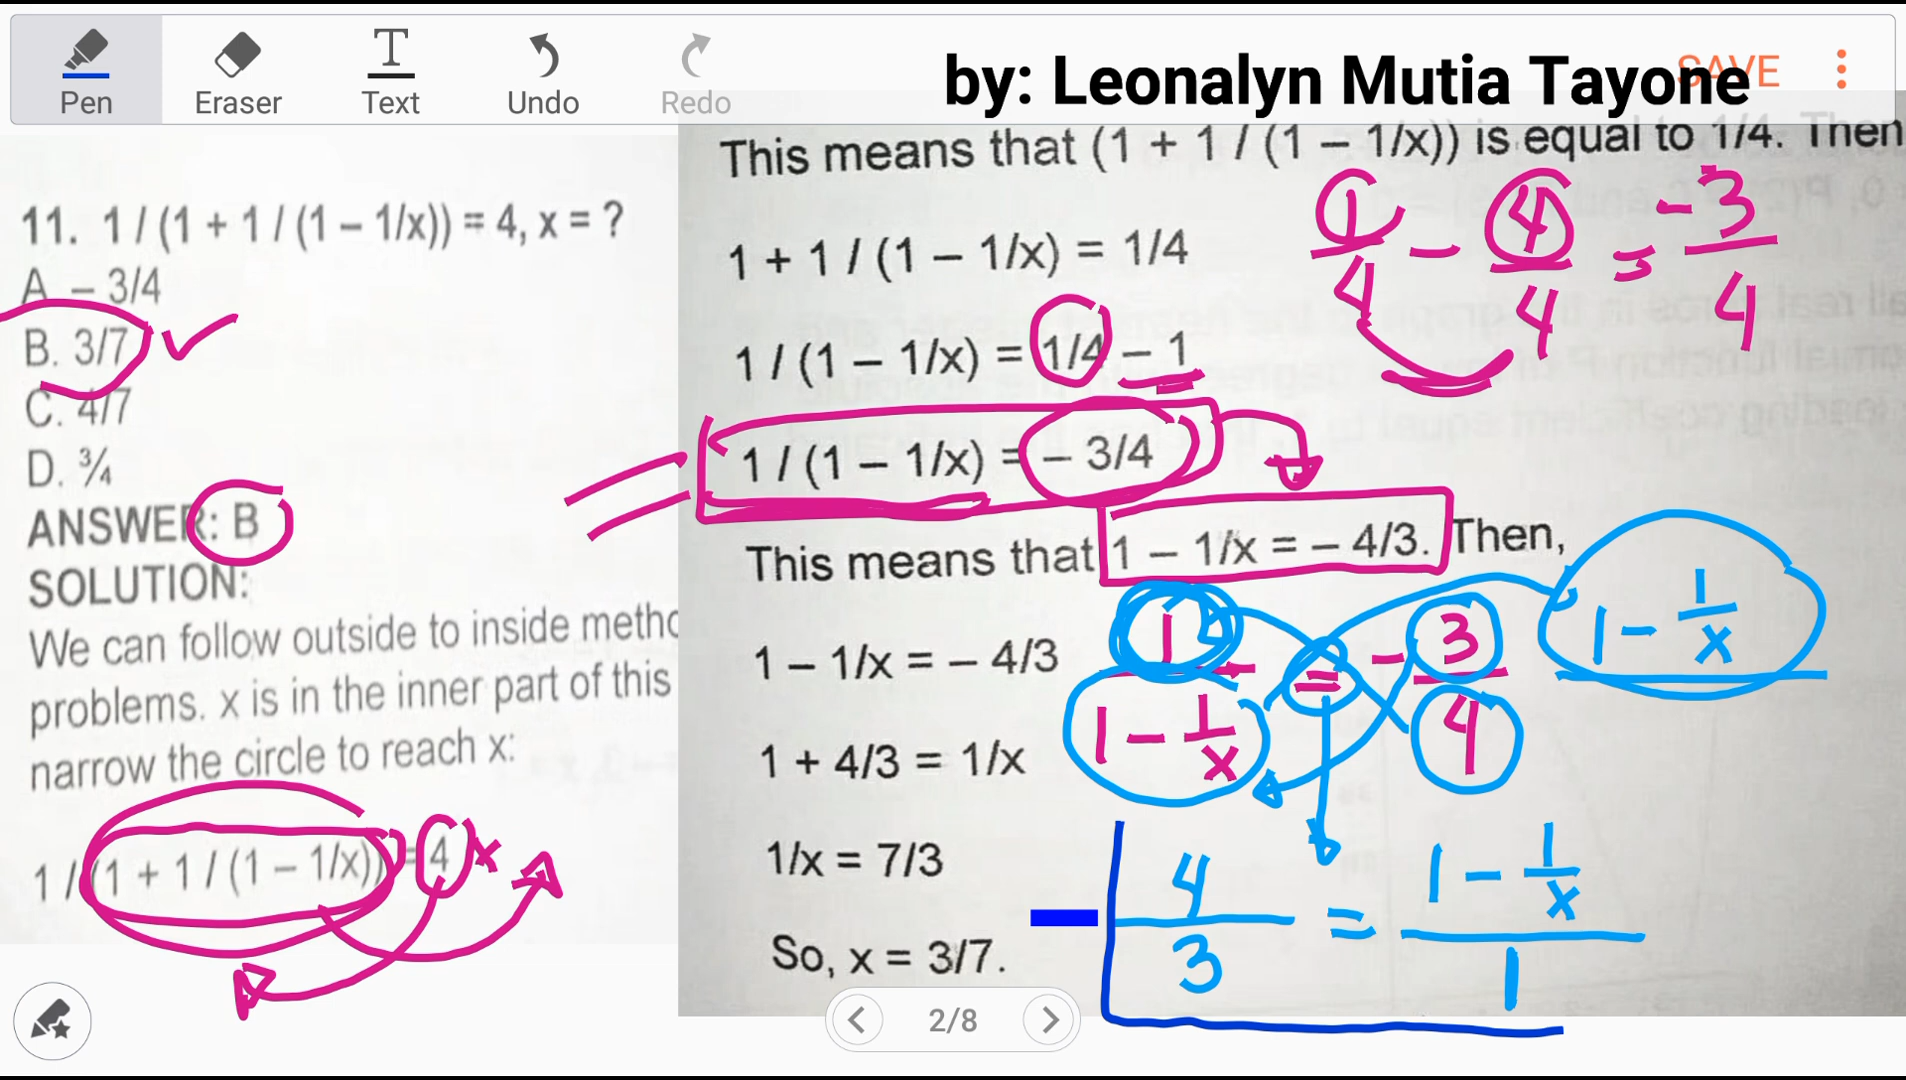 Pen
Eraser
Text
Undo
Redo
SAVE
by: Leonalyn Mutia Tayone
11. 1 / (1 + 1 / (1 – 1/x)) = 4, x = ?
A. – 3/4
B. 3/7
C. 4/7
D. ¾
ANSWER: B
SOLUTION:
We can follow outside to inside metho
problems. x is in the inner part of this
narrow the circle to reach x:
1 / (1 + 1 / (1 – 1/x)) = 4 x
This means that (1 + 1 / (1 – 1/x)) is equal to 1/4. Then
1 + 1 / (1 – 1/x) = 1/4
1 / (1 – 1/x) = 1/4 – 1
1 / (1 – 1/x) = – 3/4
This means that 1 – 1/x = – 4/3. Then,
1 – 1/x = – 4/3
1 + 4/3 = 1/x
1/x = 7/3
So, x = 3/7.
1/4 - 4/4 = -3/4
1/(1 - 1/x) = -3/4
1 - 1/x
-4/3 = (1 - 1/x)/1
2/8